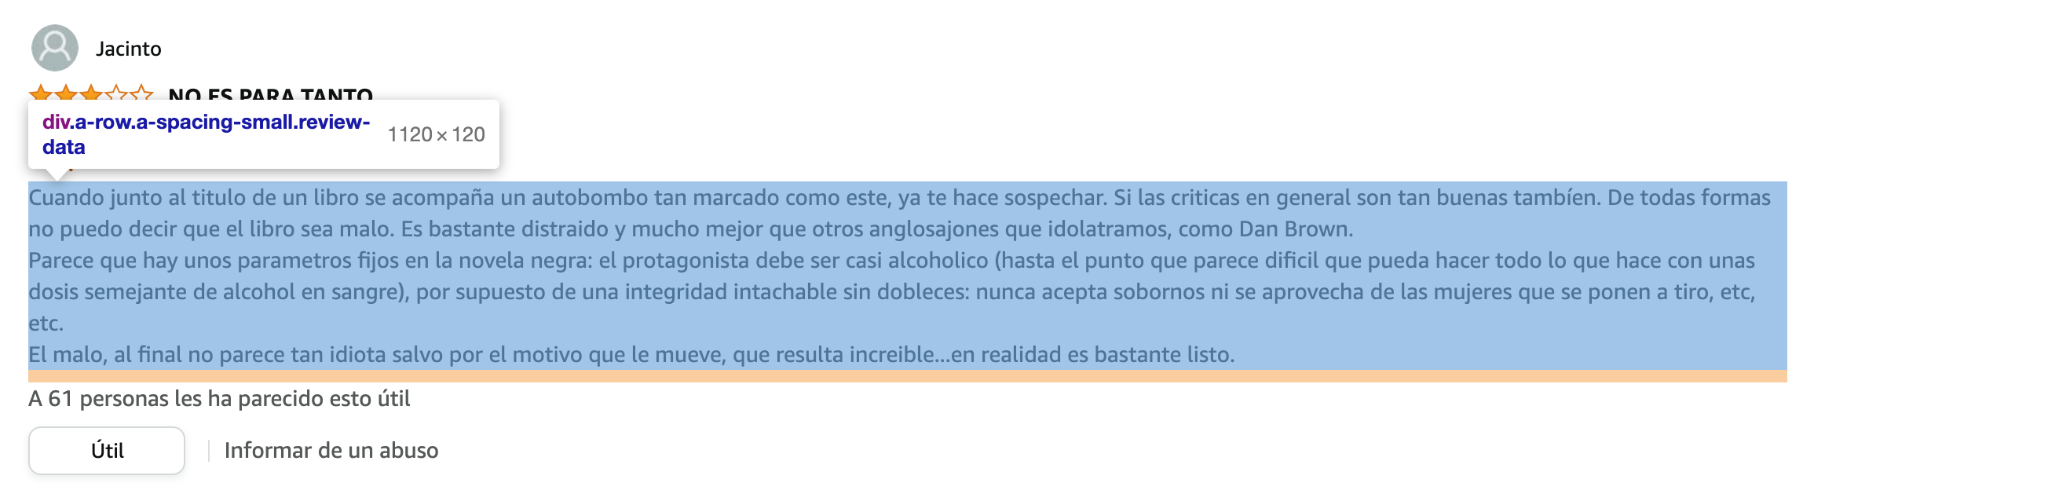 Jacinto
NO ES PARA TANTO
div.a-row.a-spacing-small.review-
data
1120 × 120
Cuando junto al titulo de un libro se acompaña un autobombo tan marcado como este, ya te hace sospechar. Si las criticas en general son tan buenas tambíen. De todas formas
no puedo decir que el libro sea malo. Es bastante distraido y mucho mejor que otros anglosajones que idolatramos, como Dan Brown.
Parece que hay unos parametros fijos en la novela negra: el protagonista debe ser casi alcoholico (hasta el punto que parece dificil que pueda hacer todo lo que hace con unas
dosis semejante de alcohol en sangre), por supuesto de una integridad intachable sin dobleces: nunca acepta sobornos ni se aprovecha de las mujeres que se ponen a tiro, etc,
etc.
El malo, al final no parece tan idiota salvo por el motivo que le mueve, que resulta increible...en realidad es bastante listo.
A 61 personas les ha parecido esto útil
Útil
Informar de un abuso